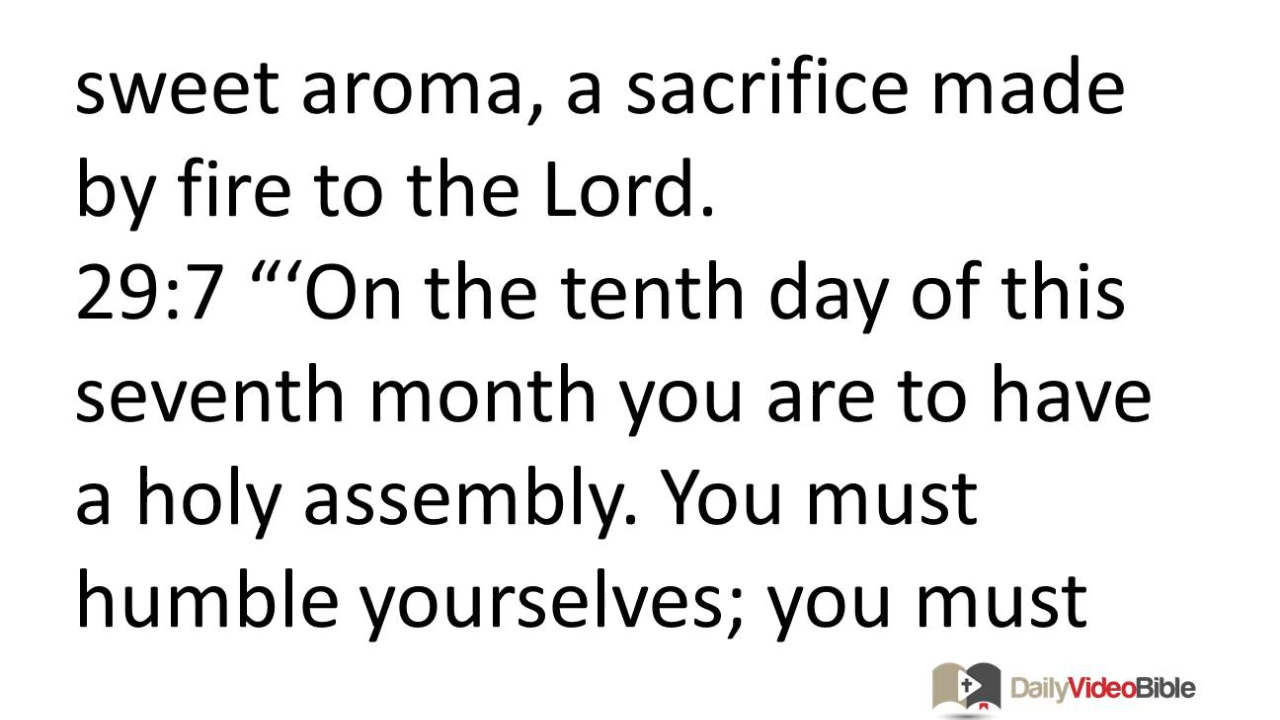 sweet aroma, a sacrifice made
by fire to the Lord.
29:7 “‘On the tenth day of this
seventh month you are to have
a holy assembly. You must
humble yourselves; you must
DailyVideoBible